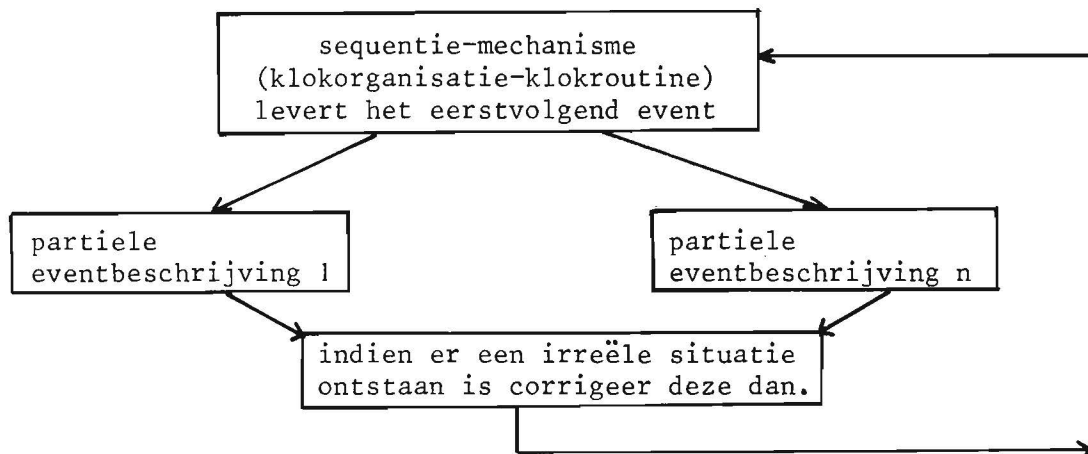 sequentie-mechanisme
(klokorganisatie-klokroutine)
levert het eerstvolgend event
partiele
eventbeschrijving 1
partiele
eventbeschrijving n
indien er een irreële situatie
ontstaan is corrigeer deze dan.